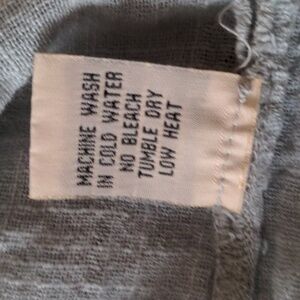 MACHINE WASH
IN COLD WATER
NO BLEACH
TUMBLE DRY
LOW HEAT